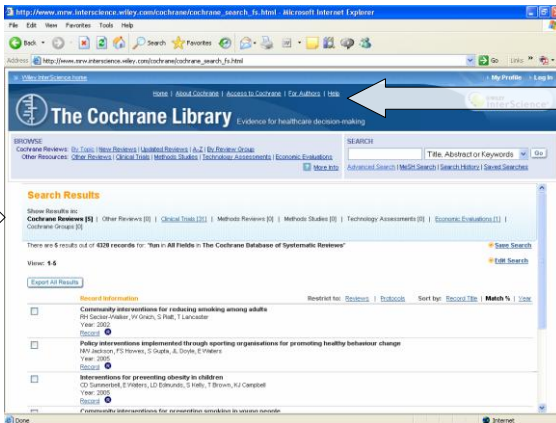 http://www.mrw.interscience.wiley.com/cochrane/cochrane_search_fs.html - Microsoft Internet Explorer
File Edit View Favorites Tools Help
Back Search Favorites
Address http://www.mrw.interscience.wiley.com/cochrane/cochrane_search_fs.html Go Links
Wiley InterScience home My Profile Log In
Home | About Cochrane | Access to Cochrane | For Authors | Help
The Cochrane Library Evidence for healthcare decision-making
InterScience
BROWSE SEARCH
Cochrane Reviews: By Topic | New Reviews | Updated Reviews | A-Z | By Review Group Title, Abstract or Keywords Go
Other Resources: Other Reviews | Clinical Trials | Methods Studies | Technology Assessments | Economic Evaluations
More Info Advanced Search | MeSH Search | Search History | Saved Searches
Search Results
Show Results in:
Cochrane Reviews [5] | Other Reviews [0] | Clinical Trials [31] | Methods Reviews [0] | Methods Studies [0] | Technology Assessments [0] | Economic Evaluations [1] |
Cochrane Groups [0]
There are 5 results out of 4320 records for: "fun in All Fields in The Cochrane Database of Systematic Reviews" Save Search
View: 1-5 Edit Search
Export All Results
Record Information Restrict to: Reviews | Protocols Sort by: Record Title | Match % | Year
Community interventions for reducing smoking among adults
RH Secker-Walker, W Gnich, S Platt, T Lancaster
Year: 2002
Record
Policy interventions implemented through sporting organisations for promoting healthy behaviour change
NW Jackson, FS Howes, S Gupta, JL Doyle, E Waters
Year: 2005
Record
Interventions for preventing obesity in children
CD Summerbell, E Waters, LD Edmunds, S Kelly, T Brown, KJ Campbell
Year: 2005
Record
Community interventions for preventing smoking in young people
Done Internet